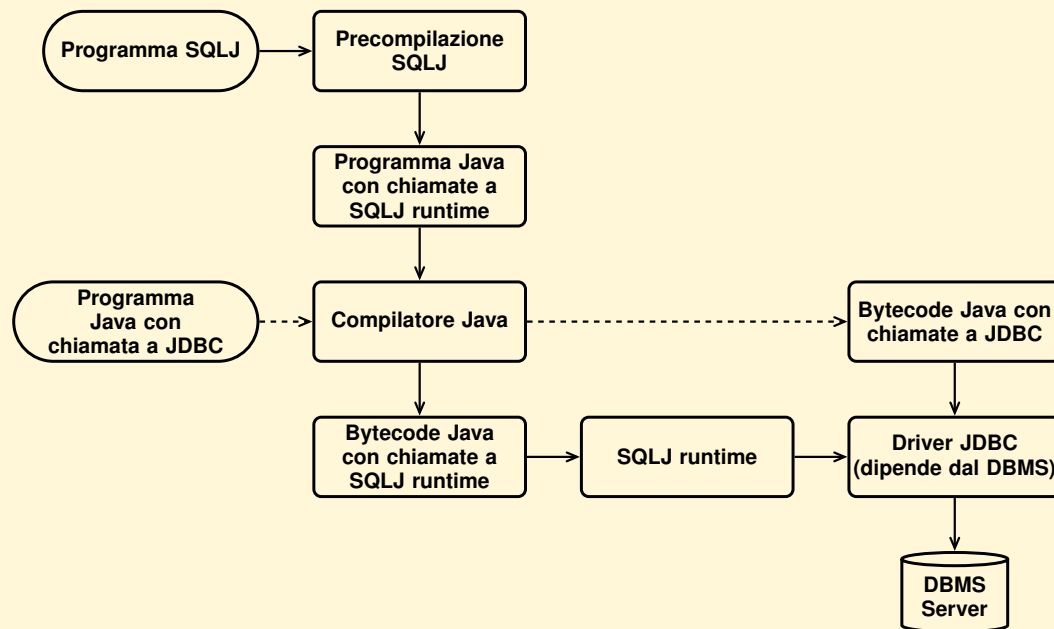 Programma SQLJ
Precompilazione
SQLJ
Programma Java
con chiamate a
SQLJ runtime
Programma
Java con
chiamata a JDBC
Compilatore Java
Bytecode Java con
chiamate a JDBC
Bytecode Java
con chiamate a
SQLJ runtime
SQLJ runtime
Driver JDBC
(dipende dal DBMS)
DBMS
Server